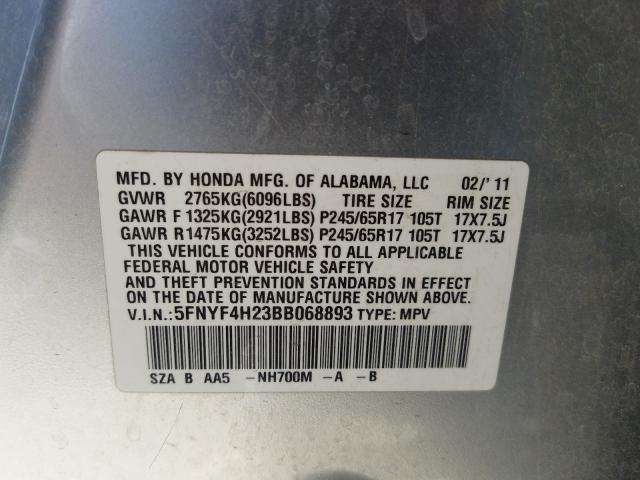 MFD. BY HONDA MFG. OF ALABAMA, LLC 02/'11
GVWR 2765KG(6096LBS) TIRE SIZE RIM SIZE
GAWR F 1325KG(2921LBS) P245/65R17 105T 17X7.5J
GAWR R1475KG(3252LBS) P245/65R17 105T 17X7.5J
THIS VEHICLE CONFORMS TO ALL APPLICABLE
FEDERAL MOTOR VEHICLE SAFETY
AND THEFT PREVENTION STANDARDS IN EFFECT
ON THE DATE OF MANUFACTURE SHOWN ABOVE.
V.I.N.:5FNYF4H23BB068893 TYPE: MPV
SZA B AA5 -NH700M -A -B